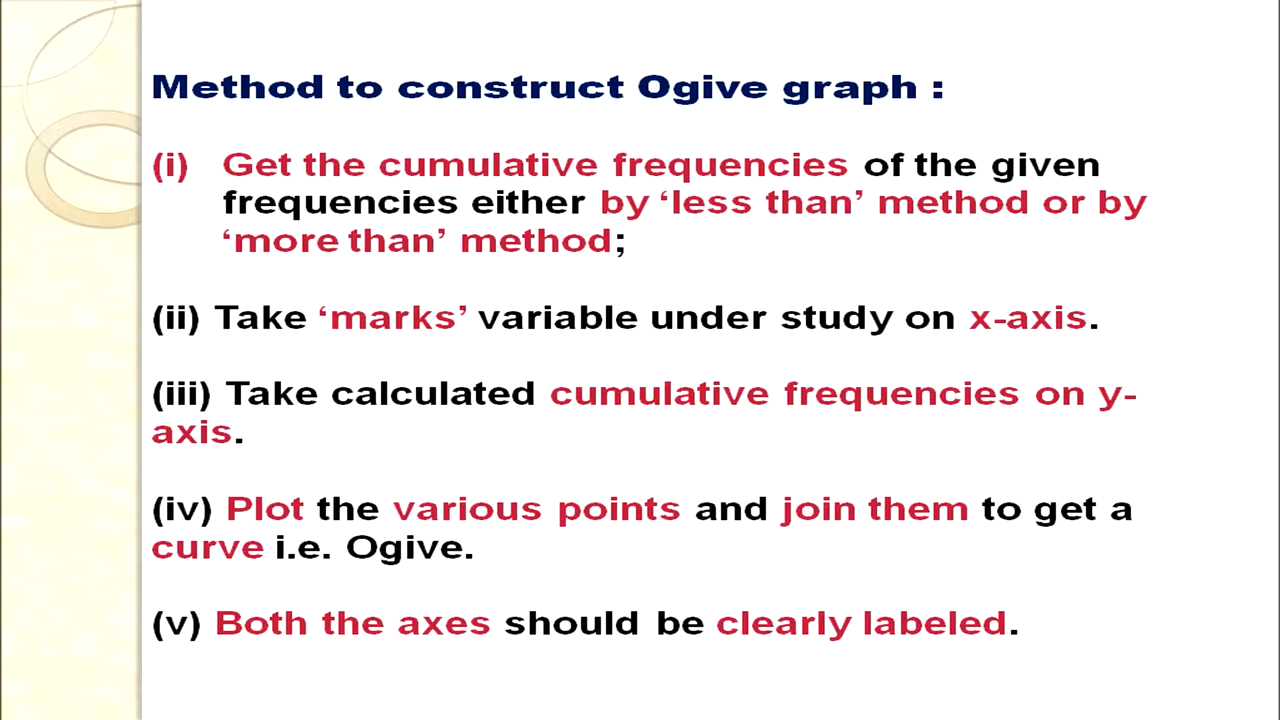 Method to construct Ogive graph :
(i) Get the cumulative frequencies of the given
frequencies either by ‘less than’ method or by
‘more than’ method;
(ii) Take ‘marks’ variable under study on x-axis.
(iii) Take calculated cumulative frequencies on y-
axis.
(iv) Plot the various points and join them to get a
curve i.e. Ogive.
(v) Both the axes should be clearly labeled.